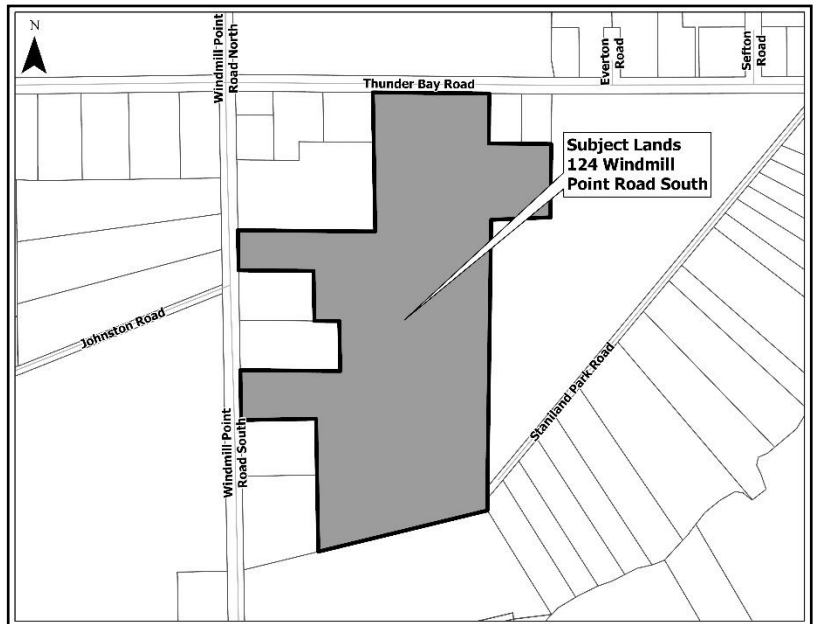 N
Windmill Point
Road North
Thunder Bay Road
Everton
Road
Sefton
Road
Subject Lands
124 Windmill
Point Road South
Johnston Road
Staniland Park Road
Windmill Point
Road South